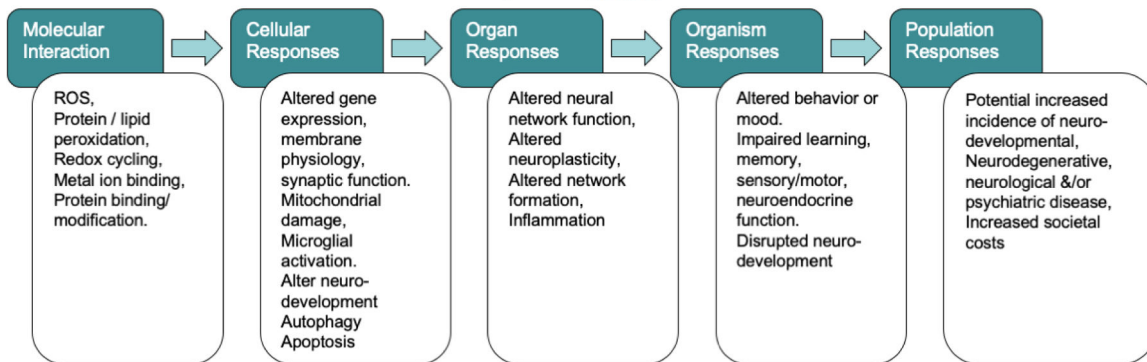 Molecular
Interaction
ROS,
Protein / lipid
peroxidation,
Redox cycling,
Metal ion binding,
Protein binding/
modification.
Cellular
Responses
Altered gene
expression,
membrane
physiology,
synaptic function.
Mitochondrial
damage,
Microglial
activation.
Alter neuro-
development
Autophagy
Apoptosis
Organ
Responses
Altered neural
network function,
Altered
neuroplasticity,
Altered network
formation,
Inflammation
Organism
Responses
Altered behavior or
mood.
Impaired learning,
memory,
sensory/motor,
neuroendocrine
function.
Disrupted neuro-
development
Population
Responses
Potential increased
incidence of neuro-
developmental,
Neurodegenerative,
neurological &/or
psychiatric disease,
Increased societal
costs